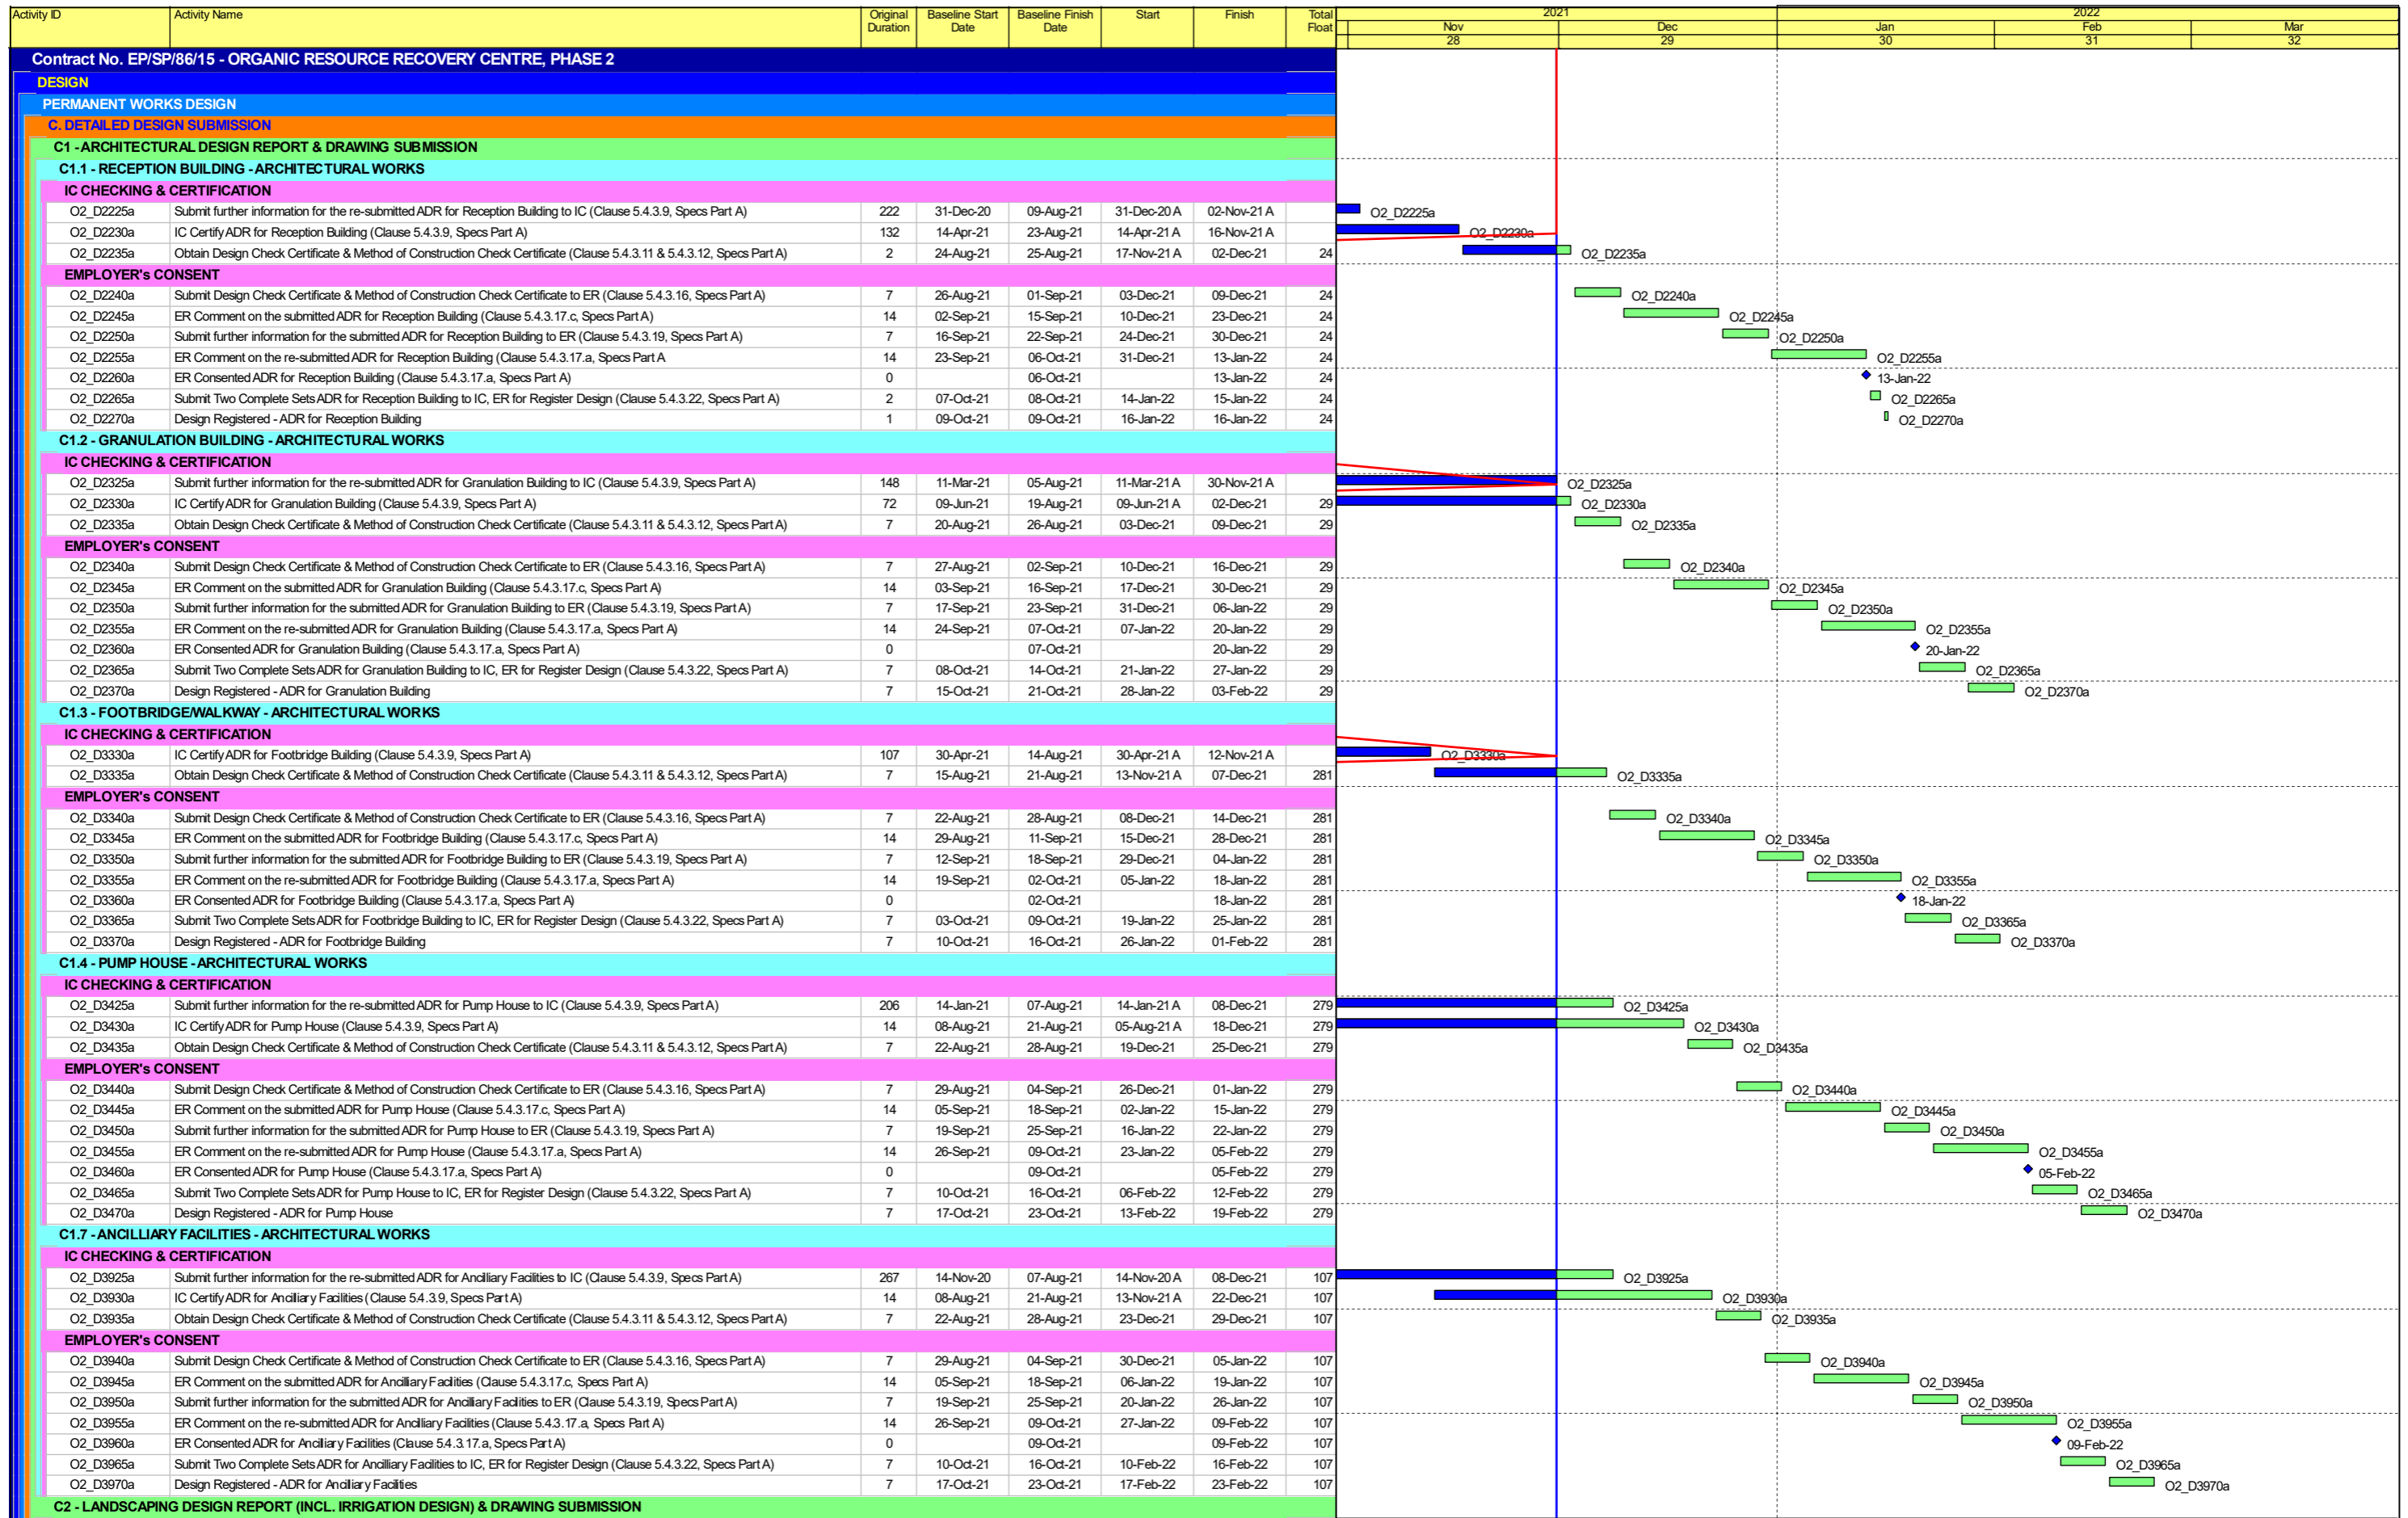 Activity ID Activity Name Original Duration Baseline Start Date Baseline Finish Date Start Finish Total Float 2021 2022
Nov Dec Jan Feb Mar
28 29 30 31 32
Contract No. EP/SP/86/15 - ORGANIC RESOURCE RECOVERY CENTRE, PHASE 2
DESIGN
PERMANENT WORKS DESIGN
C. DETAILED DESIGN SUBMISSION
C1 - ARCHITECTURAL DESIGN REPORT & DRAWING SUBMISSION
C1.1 - RECEPTION BUILDING - ARCHITECTURAL WORKS
IC CHECKING & CERTIFICATION
O2_D2225a Submit further information for the re-submitted ADR for Reception Building to IC (Clause 5.4.3.9, Specs Part A) 222 31-Dec-20 09-Aug-21 31-Dec-20 A 02-Nov-21 A O2_D2225a
O2_D2230a IC Certify ADR for Reception Building (Clause 5.4.3.9, Specs Part A) 132 14-Apr-21 23-Aug-21 14-Apr-21 A 16-Nov-21 A O2_D2230a
O2_D2235a Obtain Design Check Certificate & Method of Construction Check Certificate (Clause 5.4.3.11 & 5.4.3.12, Specs Part A) 2 24-Aug-21 25-Aug-21 17-Nov-21 A 02-Dec-21 24 O2_D2235a
EMPLOYER's CONSENT
O2_D2240a Submit Design Check Certificate & Method of Construction Check Certificate to ER (Clause 5.4.3.16, Specs Part A) 7 26-Aug-21 01-Sep-21 03-Dec-21 09-Dec-21 24 O2_D2240a
O2_D2245a ER Comment on the submitted ADR for Reception Building (Clause 5.4.3.17.c, Specs Part A) 14 02-Sep-21 15-Sep-21 10-Dec-21 23-Dec-21 24 O2_D2245a
O2_D2250a Submit further information for the submitted ADR for Reception Building to ER (Clause 5.4.3.19, Specs Part A) 7 16-Sep-21 22-Sep-21 24-Dec-21 30-Dec-21 24 O2_D2250a
O2_D2255a ER Comment on the re-submitted ADR for Reception Building (Clause 5.4.3.17.a, Specs Part A 14 23-Sep-21 06-Oct-21 31-Dec-21 13-Jan-22 24 O2_D2255a
O2_D2260a ER Consented ADR for Reception Building (Clause 5.4.3.17.a, Specs Part A) 0 06-Oct-21 13-Jan-22 24 13-Jan-22
O2_D2265a Submit Two Complete Sets ADR for Reception Building to IC, ER for Register Design (Clause 5.4.3.22, Specs Part A) 2 07-Oct-21 08-Oct-21 14-Jan-22 15-Jan-22 24 O2_D2265a
O2_D2270a Design Registered - ADR for Reception Building 1 09-Oct-21 09-Oct-21 16-Jan-22 16-Jan-22 24 O2_D2270a
C1.2 - GRANULATION BUILDING - ARCHITECTURAL WORKS
IC CHECKING & CERTIFICATION
O2_D2325a Submit further information for the re-submitted ADR for Granulation Building to IC (Clause 5.4.3.9, Specs Part A) 148 11-Mar-21 05-Aug-21 11-Mar-21 A 30-Nov-21 A O2_D2325a
O2_D2330a IC Certify ADR for Granulation Building (Clause 5.4.3.9, Specs Part A) 72 09-Jun-21 19-Aug-21 09-Jun-21 A 02-Dec-21 29 O2_D2330a
O2_D2335a Obtain Design Check Certificate & Method of Construction Check Certificate (Clause 5.4.3.11 & 5.4.3.12, Specs Part A) 7 20-Aug-21 26-Aug-21 03-Dec-21 09-Dec-21 29 O2_D2335a
EMPLOYER's CONSENT
O2_D2340a Submit Design Check Certificate & Method of Construction Check Certificate to ER (Clause 5.4.3.16, Specs Part A) 7 27-Aug-21 02-Sep-21 10-Dec-21 16-Dec-21 29 O2_D2340a
O2_D2345a ER Comment on the submitted ADR for Granulation Building (Clause 5.4.3.17.c, Specs Part A) 14 03-Sep-21 16-Sep-21 17-Dec-21 30-Dec-21 29 O2_D2345a
O2_D2350a Submit further information for the submitted ADR for Granulation Building to ER (Clause 5.4.3.19, Specs Part A) 7 17-Sep-21 23-Sep-21 31-Dec-21 06-Jan-22 29 O2_D2350a
O2_D2355a ER Comment on the re-submitted ADR for Granulation Building (Clause 5.4.3.17.a, Specs Part A) 14 24-Sep-21 07-Oct-21 07-Jan-22 20-Jan-22 29 O2_D2355a
O2_D2360a ER Consented ADR for Granulation Building (Clause 5.4.3.17.a, Specs Part A) 0 07-Oct-21 20-Jan-22 29 20-Jan-22
O2_D2365a Submit Two Complete Sets ADR for Granulation Building to IC, ER for Register Design (Clause 5.4.3.22, Specs Part A) 7 08-Oct-21 14-Oct-21 21-Jan-22 27-Jan-22 29 O2_D2365a
O2_D2370a Design Registered - ADR for Granulation Building 7 15-Oct-21 21-Oct-21 28-Jan-22 03-Feb-22 29 O2_D2370a
C1.3 - FOOTBRIDGE/WALKWAY - ARCHITECTURAL WORKS
IC CHECKING & CERTIFICATION
O2_D3330a IC Certify ADR for Footbridge Building (Clause 5.4.3.9, Specs Part A) 107 30-Apr-21 14-Aug-21 30-Apr-21 A 12-Nov-21 A O2_D3330a
O2_D3335a Obtain Design Check Certificate & Method of Construction Check Certificate (Clause 5.4.3.11 & 5.4.3.12, Specs Part A) 7 15-Aug-21 21-Aug-21 13-Nov-21 A 07-Dec-21 281 O2_D3335a
EMPLOYER's CONSENT
O2_D3340a Submit Design Check Certificate & Method of Construction Check Certificate to ER (Clause 5.4.3.16, Specs Part A) 7 22-Aug-21 28-Aug-21 08-Dec-21 14-Dec-21 281 O2_D3340a
O2_D3345a ER Comment on the submitted ADR for Footbridge Building (Clause 5.4.3.17.c, Specs Part A) 14 29-Aug-21 11-Sep-21 15-Dec-21 28-Dec-21 281 O2_D3345a
O2_D3350a Submit further information for the submitted ADR for Footbridge Building to ER (Clause 5.4.3.19, Specs Part A) 7 12-Sep-21 18-Sep-21 29-Dec-21 04-Jan-22 281 O2_D3350a
O2_D3355a ER Comment on the re-submitted ADR for Footbridge Building (Clause 5.4.3.17.a, Specs Part A) 14 19-Sep-21 02-Oct-21 05-Jan-22 18-Jan-22 281 O2_D3355a
O2_D3360a ER Consented ADR for Footbridge Building (Clause 5.4.3.17.a, Specs Part A) 0 02-Oct-21 18-Jan-22 281 18-Jan-22
O2_D3365a Submit Two Complete Sets ADR for Footbridge Building to IC, ER for Register Design (Clause 5.4.3.22, Specs Part A) 7 03-Oct-21 09-Oct-21 19-Jan-22 25-Jan-22 281 O2_D3365a
O2_D3370a Design Registered - ADR for Footbridge Building 7 10-Oct-21 16-Oct-21 26-Jan-22 01-Feb-22 281 O2_D3370a
C1.4 - PUMP HOUSE - ARCHITECTURAL WORKS
IC CHECKING & CERTIFICATION
O2_D3425a Submit further information for the re-submitted ADR for Pump House to IC (Clause 5.4.3.9, Specs Part A) 206 14-Jan-21 07-Aug-21 14-Jan-21 A 08-Dec-21 279 O2_D3425a
O2_D3430a IC Certify ADR for Pump House (Clause 5.4.3.9, Specs Part A) 14 08-Aug-21 21-Aug-21 05-Aug-21 A 18-Dec-21 279 O2_D3430a
O2_D3435a Obtain Design Check Certificate & Method of Construction Check Certificate (Clause 5.4.3.11 & 5.4.3.12, Specs Part A) 7 22-Aug-21 28-Aug-21 19-Dec-21 25-Dec-21 279 O2_D3435a
EMPLOYER's CONSENT
O2_D3440a Submit Design Check Certificate & Method of Construction Check Certificate to ER (Clause 5.4.3.16, Specs Part A) 7 29-Aug-21 04-Sep-21 26-Dec-21 01-Jan-22 279 O2_D3440a
O2_D3445a ER Comment on the submitted ADR for Pump House (Clause 5.4.3.17.c, Specs Part A) 14 05-Sep-21 18-Sep-21 02-Jan-22 15-Jan-22 279 O2_D3445a
O2_D3450a Submit further information for the submitted ADR for Pump House to ER (Clause 5.4.3.19, Specs Part A) 7 19-Sep-21 25-Sep-21 16-Jan-22 22-Jan-22 279 O2_D3450a
O2_D3455a ER Comment on the re-submitted ADR for Pump House (Clause 5.4.3.17.a, Specs Part A) 14 26-Sep-21 09-Oct-21 23-Jan-22 05-Feb-22 279 O2_D3455a
O2_D3460a ER Consented ADR for Pump House (Clause 5.4.3.17.a, Specs Part A) 0 09-Oct-21 05-Feb-22 279 05-Feb-22
O2_D3465a Submit Two Complete Sets ADR for Pump House to IC, ER for Register Design (Clause 5.4.3.22, Specs Part A) 7 10-Oct-21 16-Oct-21 06-Feb-22 12-Feb-22 279 O2_D3465a
O2_D3470a Design Registered - ADR for Pump House 7 17-Oct-21 23-Oct-21 13-Feb-22 19-Feb-22 279 O2_D3470a
C1.7 - ANCILLIARY FACILITIES - ARCHITECTURAL WORKS
IC CHECKING & CERTIFICATION
O2_D3925a Submit further information for the re-submitted ADR for Ancilliary Facilities to IC (Clause 5.4.3.9, Specs Part A) 267 14-Nov-20 07-Aug-21 14-Nov-20 A 08-Dec-21 107 O2_D3925a
O2_D3930a IC Certify ADR for Ancilliary Facilities (Clause 5.4.3.9, Specs Part A) 14 08-Aug-21 21-Aug-21 13-Nov-21 A 22-Dec-21 107 O2_D3930a
O2_D3935a Obtain Design Check Certificate & Method of Construction Check Certificate (Clause 5.4.3.11 & 5.4.3.12, Specs Part A) 7 22-Aug-21 28-Aug-21 23-Dec-21 29-Dec-21 107 O2_D3935a
EMPLOYER's CONSENT
O2_D3940a Submit Design Check Certificate & Method of Construction Check Certificate to ER (Clause 5.4.3.16, Specs Part A) 7 29-Aug-21 04-Sep-21 30-Dec-21 05-Jan-22 107 O2_D3940a
O2_D3945a ER Comment on the submitted ADR for Ancilliary Facilities (Clause 5.4.3.17.c, Specs Part A) 14 05-Sep-21 18-Sep-21 06-Jan-22 19-Jan-22 107 O2_D3945a
O2_D3950a Submit further information for the submitted ADR for Ancilliary Facilities to ER (Clause 5.4.3.19, Specs Part A) 7 19-Sep-21 25-Sep-21 20-Jan-22 26-Jan-22 107 O2_D3950a
O2_D3955a ER Comment on the re-submitted ADR for Ancilliary Facilities (Clause 5.4.3.17.a, Specs Part A) 14 26-Sep-21 09-Oct-21 27-Jan-22 09-Feb-22 107 O2_D3955a
O2_D3960a ER Consented ADR for Ancilliary Facilities (Clause 5.4.3.17.a, Specs Part A) 0 09-Oct-21 09-Feb-22 107 09-Feb-22
O2_D3965a Submit Two Complete Sets ADR for Ancilliary Facilities to IC, ER for Register Design (Clause 5.4.3.22, Specs Part A) 7 10-Oct-21 16-Oct-21 10-Feb-22 16-Feb-22 107 O2_D3965a
O2_D3970a Design Registered - ADR for Ancilliary Facilities 7 17-Oct-21 23-Oct-21 17-Feb-22 23-Feb-22 107 O2_D3970a
C2 - LANDSCAPING DESIGN REPORT (INCL. IRRIGATION DESIGN) & DRAWING SUBMISSION